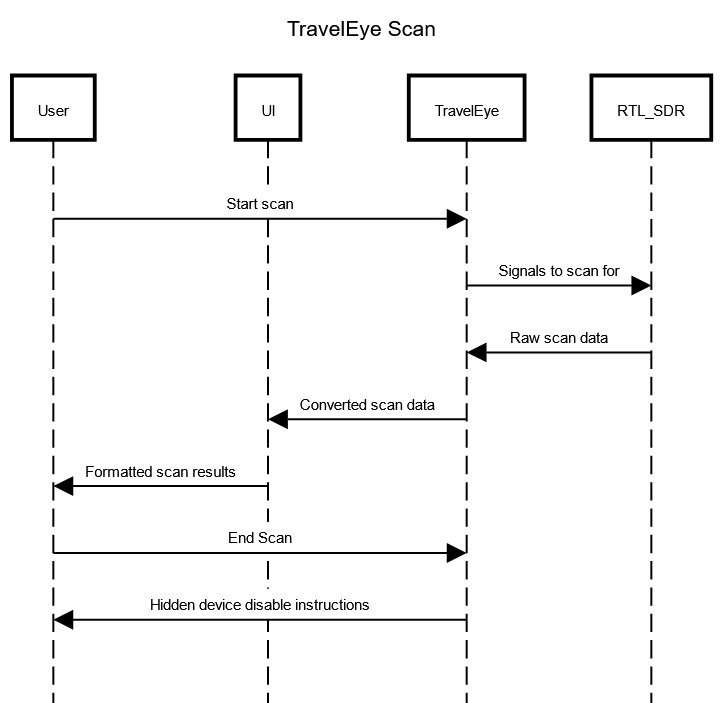 TravelEye Scan
User
UI
TravelEye
RTL_SDR
Start scan
Signals to scan for
Raw scan data
Converted scan data
Formatted scan results
End Scan
Hidden device disable instructions